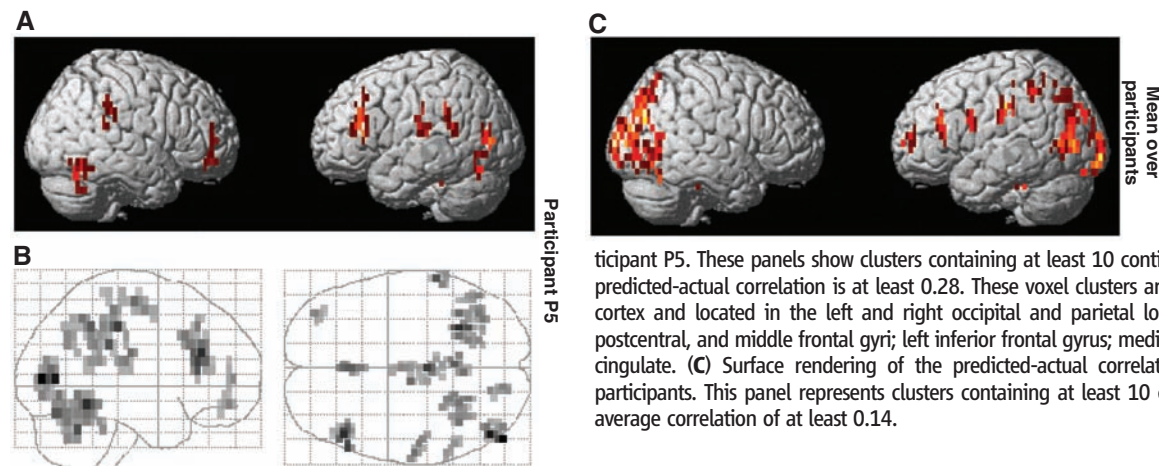 A
C
Mean over
participants
Participant P5
B
ticipant P5. These panels show clusters containing at least 10 conti
predicted-actual correlation is at least 0.28. These voxel clusters ar
cortex and located in the left and right occipital and parietal lo
postcentral, and middle frontal gyri; left inferior frontal gyrus; medi
cingulate. (C) Surface rendering of the predicted-actual correlat
participants. This panel represents clusters containing at least 10
average correlation of at least 0.14.